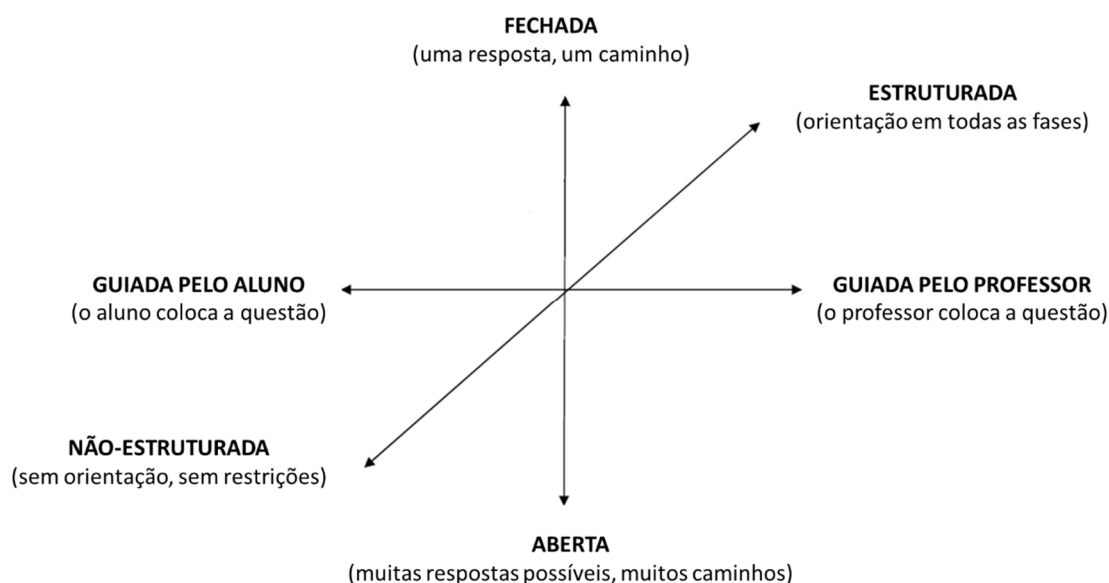 FECHADA
(uma resposta, um caminho)
ESTRUTURADA
(orientação em todas as fases)
GUIADA PELO ALUNO
(o aluno coloca a questão)
GUIADA PELO PROFESSOR
(o professor coloca a questão)
NÃO-ESTRUTURADA
(sem orientação, sem restrições)
ABERTA
(muitas respostas possíveis, muitos caminhos)